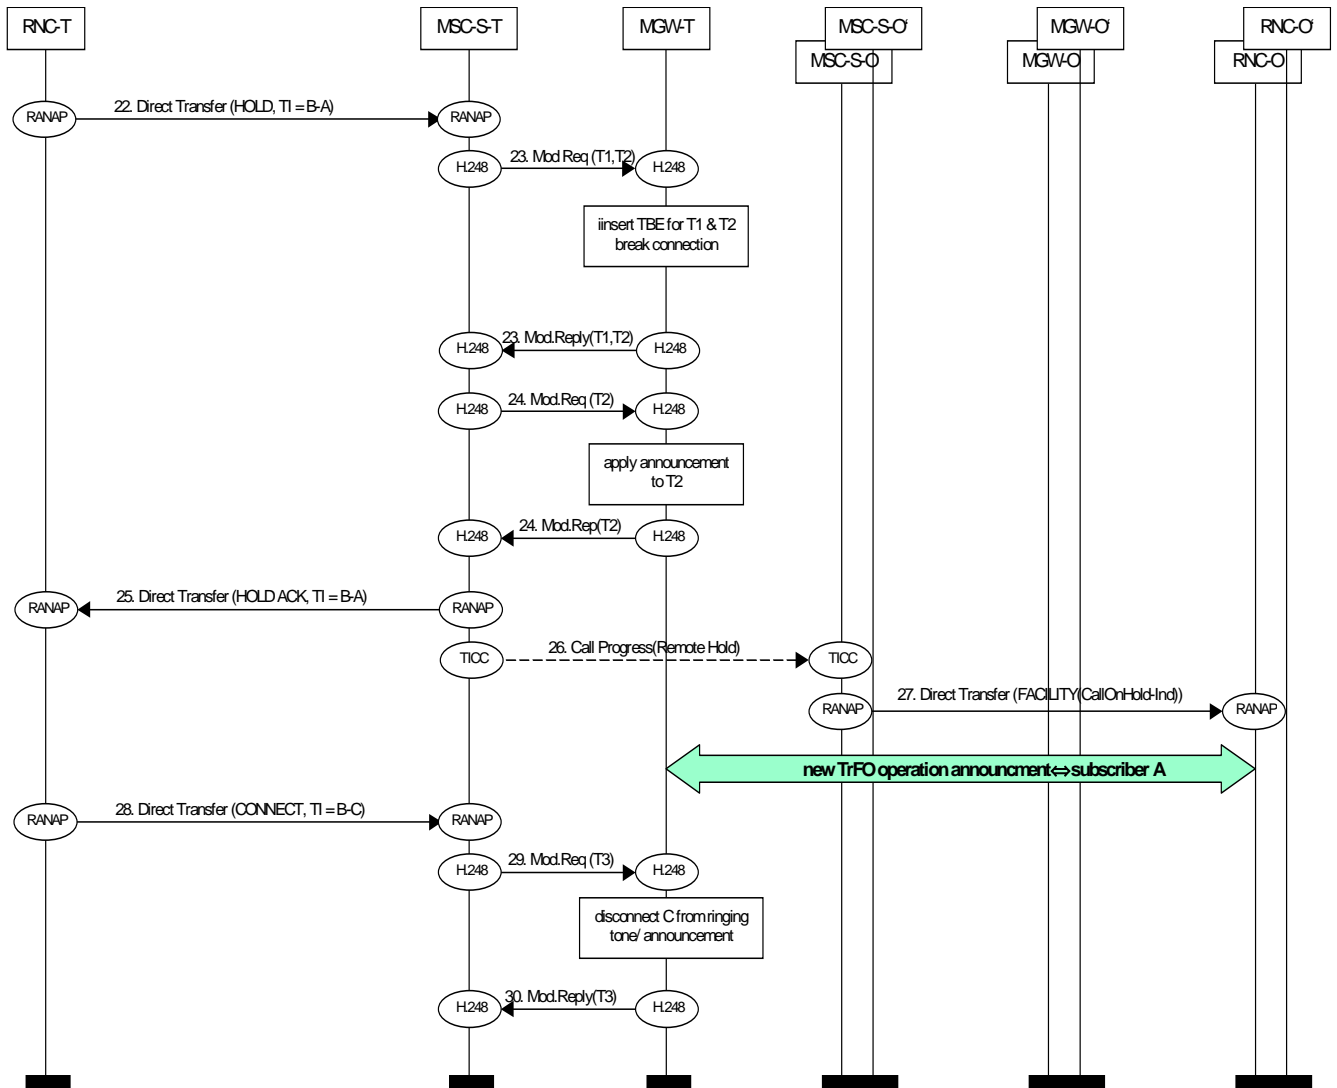 RNC-T
MSC-S-T
MGW-T
MSC-S-O‘
MGW-O‘
RNC-O‘
MSC-S-O
MGW-O
RNC-O
22. Direct Transfer (HOLD, TI = B-A)
RANAP
RANAP
23. Mod Req (T1,T2)
H.248
H.248
iinsert TBE for T1 & T2
break connection
23. Mod.Reply(T1,T2)
H.248
H.248
24. Mod.Req (T2)
H.248
H.248
apply announcement
to T2
24. Mod.Rep(T2)
H.248
H.248
25. Direct Transfer (HOLD ACK, TI = B-A)
RANAP
RANAP
26. Call Progress(Remote Hold)
TICC
TICC
27. Direct Transfer (FACILITY(CallOnHold-Ind))
RANAP
RANAP
new TrFO operation announcment⇔subscriber A
28. Direct Transfer (CONNECT, TI = B-C)
RANAP
RANAP
29. Mod.Req (T3)
H.248
H.248
disconnect C from ringing
tone/ announcement
30. Mod.Reply(T3)
H.248
H.248